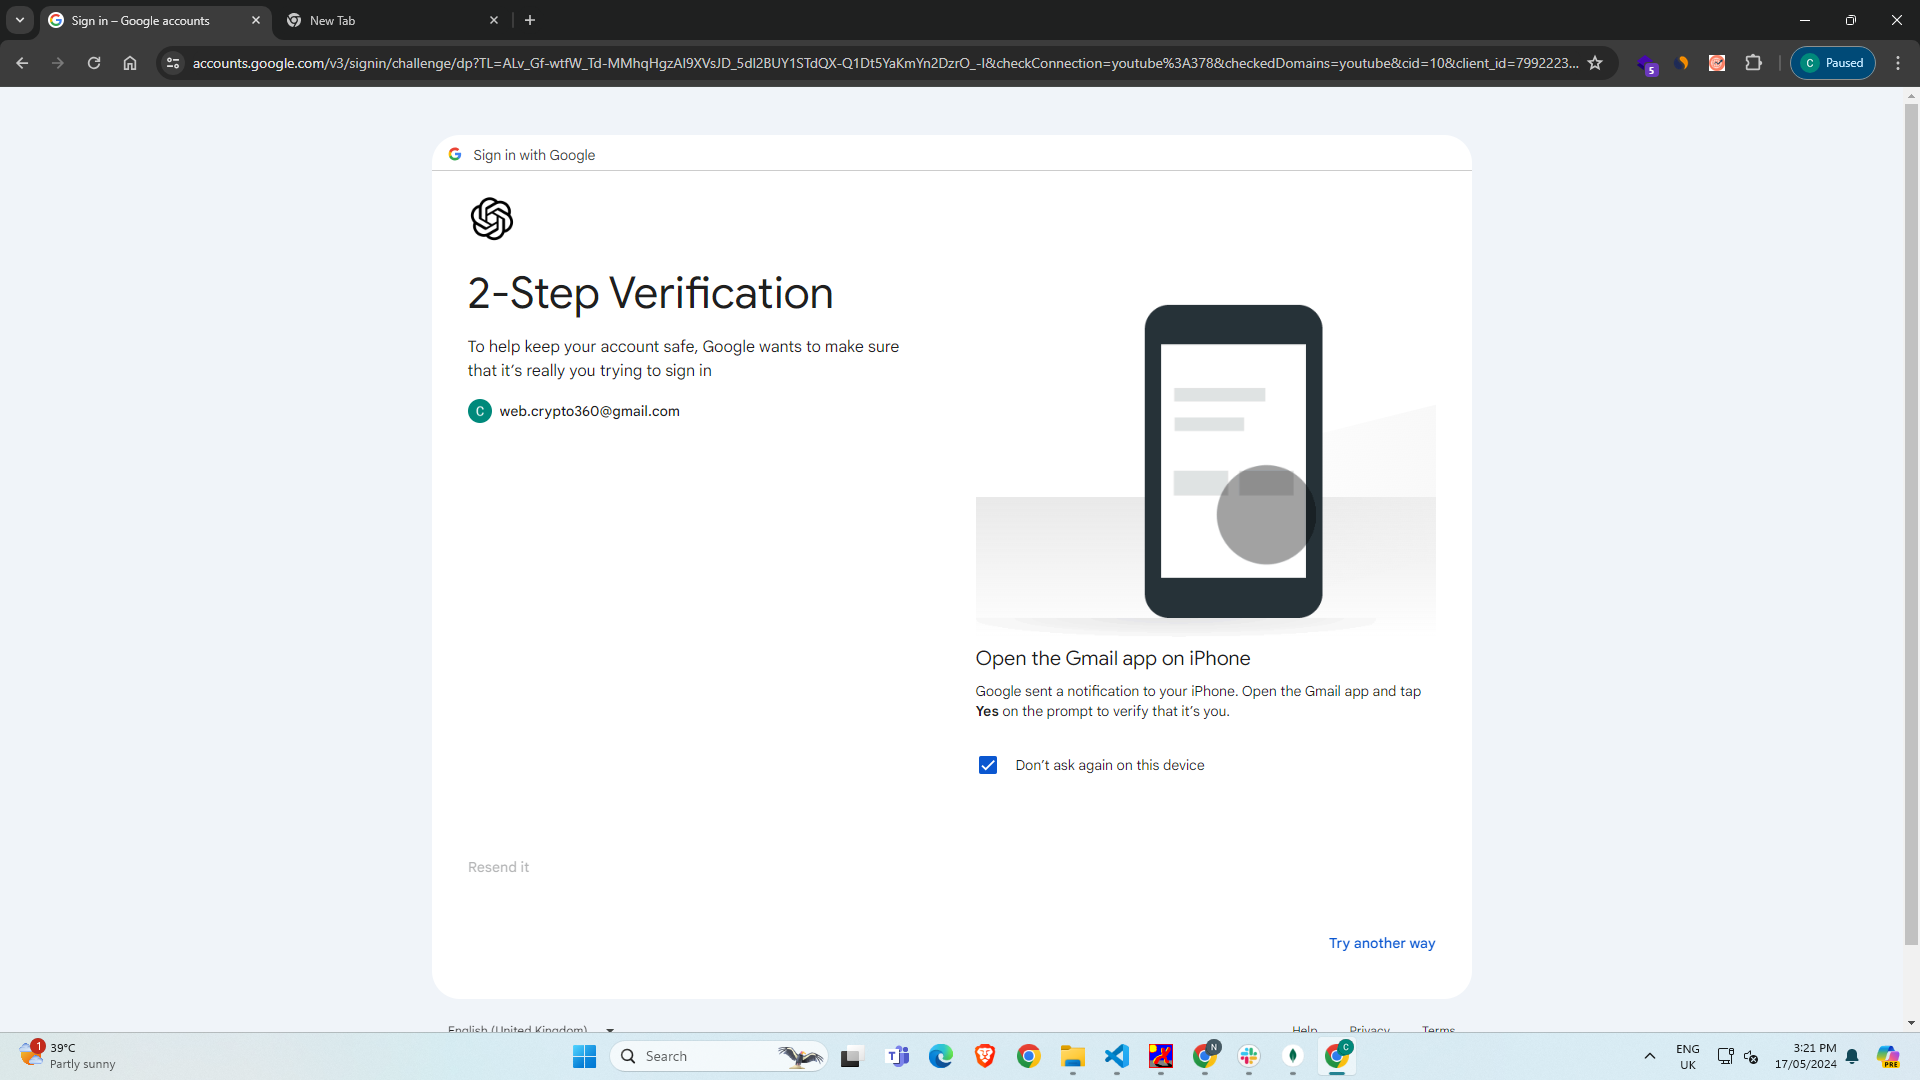 Sign in – Google accounts
New Tab
accounts.google.com/v3/signin/challenge/dp?TL=ALv_Gf-wtfW_Td-MMhqHgzAl9XVsJD_5dl2BUY1STdQX-Q1Dt5YaKmYn2DzrO_-I&checkConnection=youtube%3A378&checkedDomains=youtube&cid=10&client_id=7992223...
5
C Paused
Sign in with Google
2-Step Verification
To help keep your account safe, Google wants to make sure
that it's really you trying to sign in
C web.crypto360@gmail.com
Open the Gmail app on iPhone
Google sent a notification to your iPhone. Open the Gmail app and tap
Yes on the prompt to verify that it's you.
Don't ask again on this device
Resend it
Try another way
English (United Kingdom)
Help Privacy Terms
1
39°C
Partly sunny
Search
T
N
C
ENG
UK
3:21 PM
17/05/2024
PRE